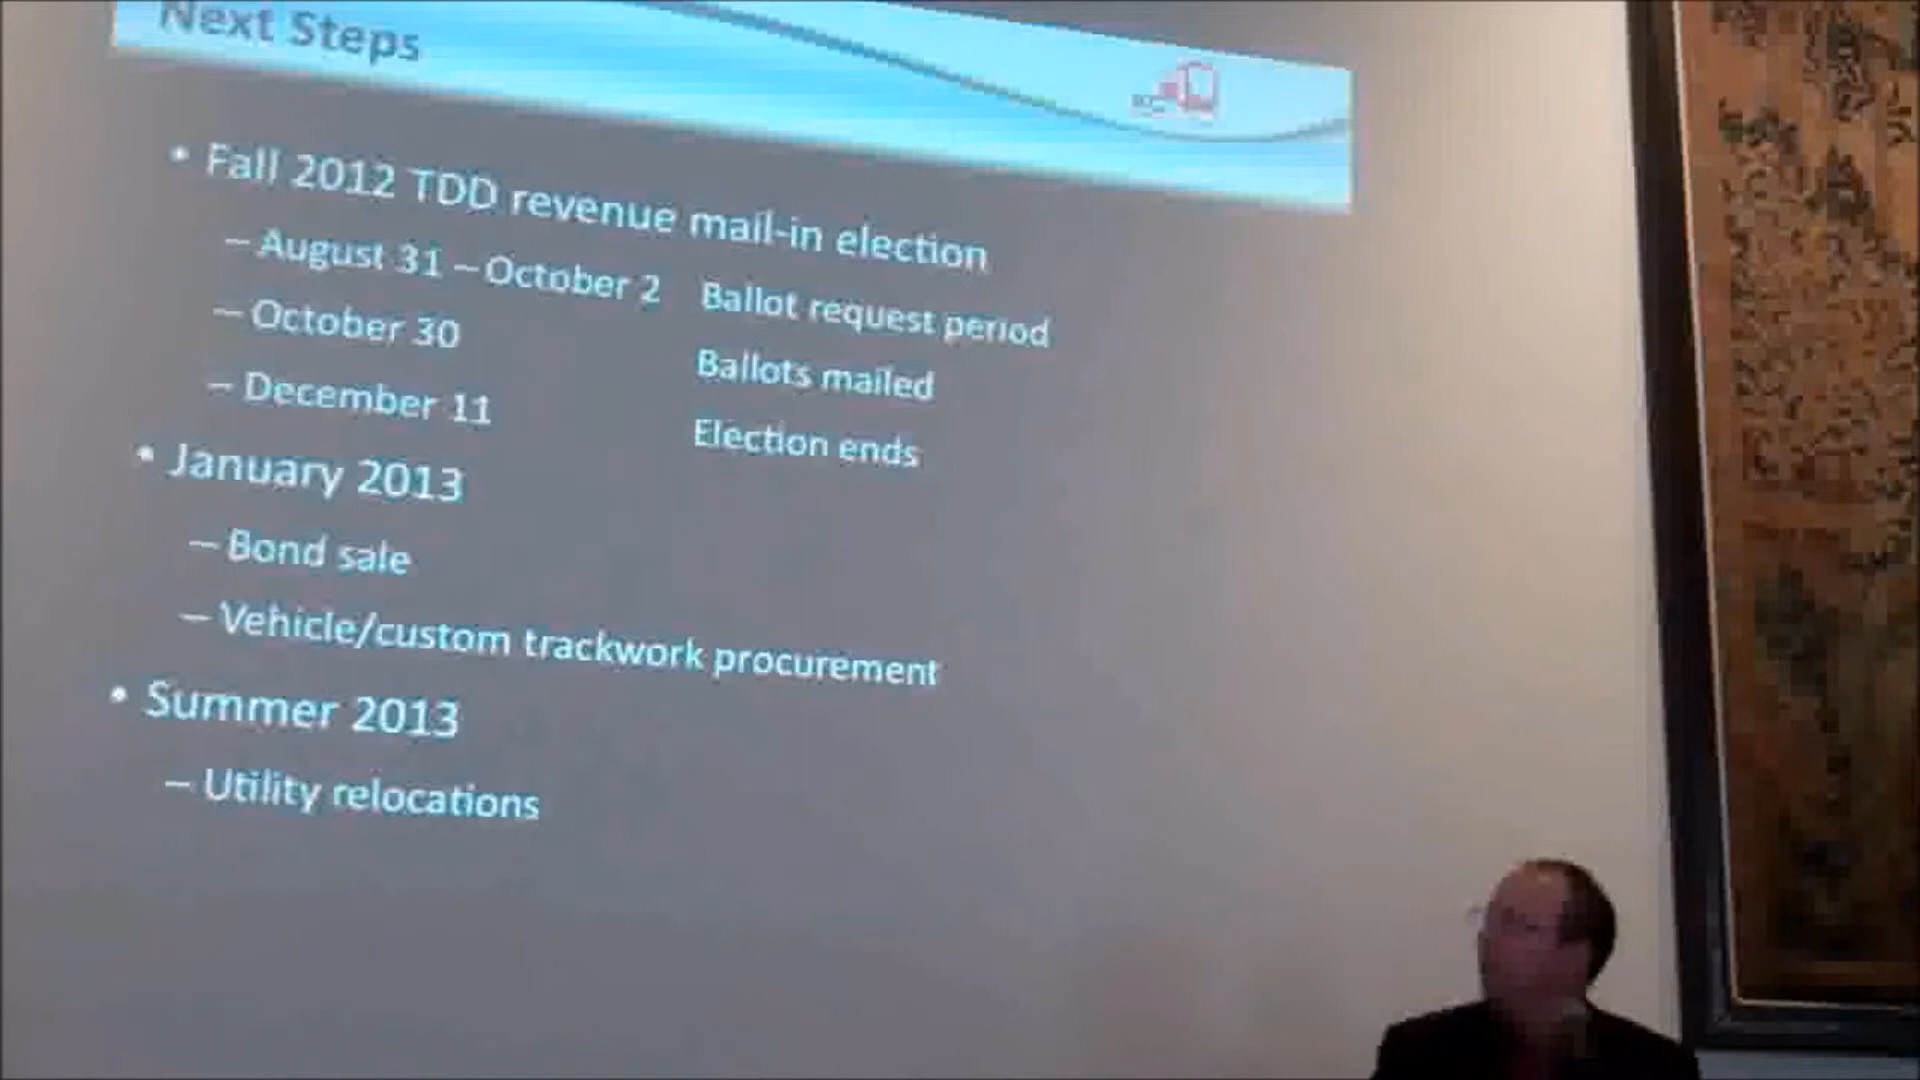 Next Steps
• Fall 2012 TDD revenue mail-in election
– August 31 – October 2 Ballot request period
– October 30 Ballots mailed
– December 11 Election ends
• January 2013
– Bond sale
– Vehicle/custom trackwork procurement
• Summer 2013
– Utility relocations